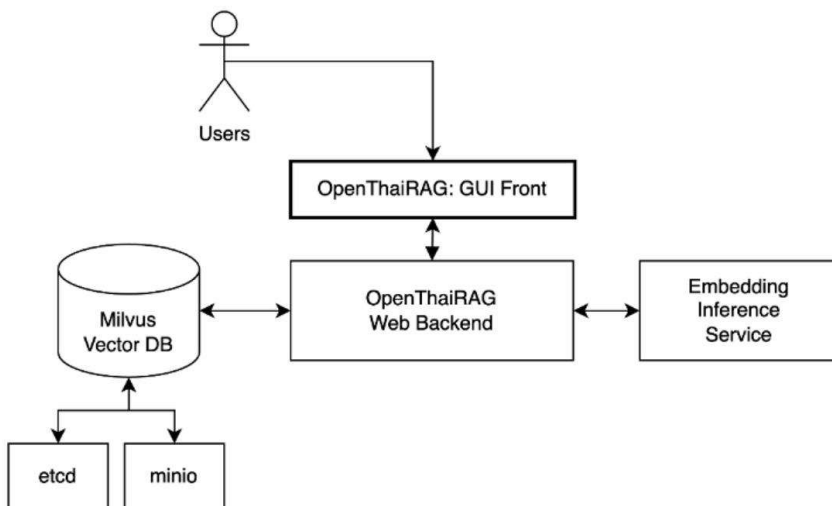 Users
OpenThaiRAG: GUI Front
OpenThaiRAG
Web Backend
Milvus
Vector DB
Embedding
Inference
Service
etcd
minio